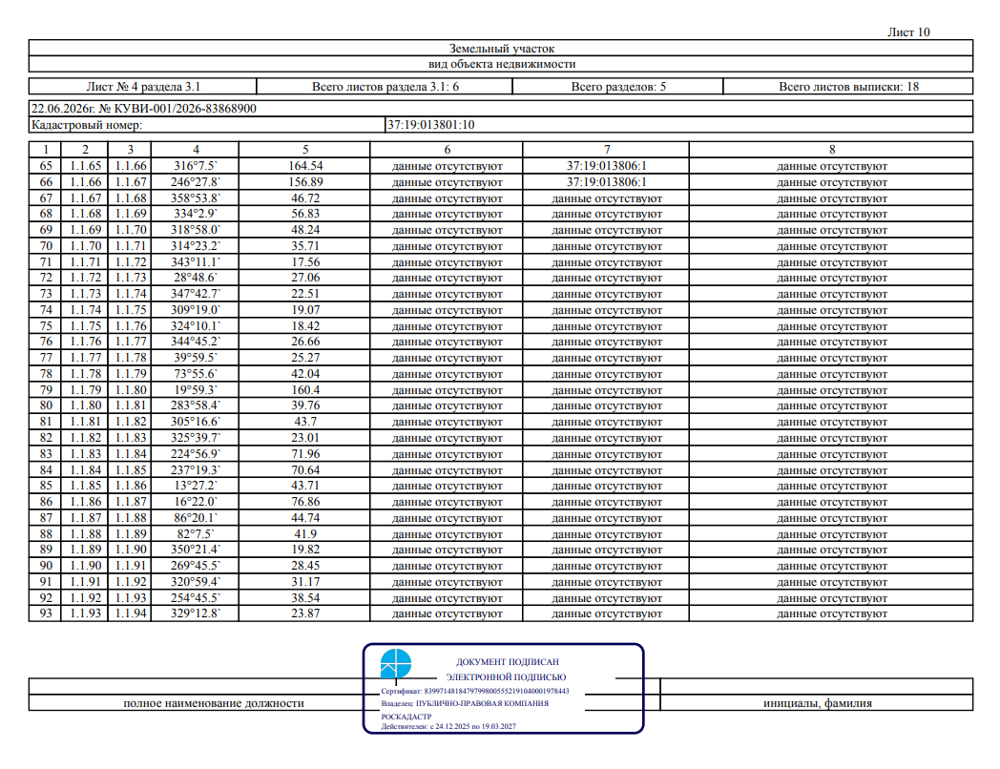 Лист 10
Земельный участок
вид объекта недвижимости
Лист № 4 раздела 3.1 Всего листов раздела 3.1: 6 Всего разделов: 5 Всего листов выписки: 18
22.06.2026г. № КУВИ-001/2026-83868900
Кадастровый номер: 37:19:013801:10
1 2 3 4 5 6 7 8
65 1.1.65 1.1.66 316°7.5` 164.54 данные отсутствуют 37:19:013806:1 данные отсутствуют
66 1.1.66 1.1.67 246°27.8` 156.89 данные отсутствуют 37:19:013806:1 данные отсутствуют
67 1.1.67 1.1.68 358°53.8` 46.72 данные отсутствуют данные отсутствуют данные отсутствуют
68 1.1.68 1.1.69 334°2.9` 56.83 данные отсутствуют данные отсутствуют данные отсутствуют
69 1.1.69 1.1.70 318°58.0` 48.24 данные отсутствуют данные отсутствуют данные отсутствуют
70 1.1.70 1.1.71 314°23.2` 35.71 данные отсутствуют данные отсутствуют данные отсутствуют
71 1.1.71 1.1.72 343°11.1` 17.56 данные отсутствуют данные отсутствуют данные отсутствуют
72 1.1.72 1.1.73 28°48.6` 27.06 данные отсутствуют данные отсутствуют данные отсутствуют
73 1.1.73 1.1.74 347°42.7` 22.51 данные отсутствуют данные отсутствуют данные отсутствуют
74 1.1.74 1.1.75 309°19.0` 19.07 данные отсутствуют данные отсутствуют данные отсутствуют
75 1.1.75 1.1.76 324°10.1` 18.42 данные отсутствуют данные отсутствуют данные отсутствуют
76 1.1.76 1.1.77 344°45.2` 26.66 данные отсутствуют данные отсутствуют данные отсутствуют
77 1.1.77 1.1.78 39°59.5` 25.27 данные отсутствуют данные отсутствуют данные отсутствуют
78 1.1.78 1.1.79 73°55.6` 42.04 данные отсутствуют данные отсутствуют данные отсутствуют
79 1.1.79 1.1.80 19°59.3` 160.4 данные отсутствуют данные отсутствуют данные отсутствуют
80 1.1.80 1.1.81 283°58.4` 39.76 данные отсутствуют данные отсутствуют данные отсутствуют
81 1.1.81 1.1.82 305°16.6` 43.7 данные отсутствуют данные отсутствуют данные отсутствуют
82 1.1.82 1.1.83 325°39.7` 23.01 данные отсутствуют данные отсутствуют данные отсутствуют
83 1.1.83 1.1.84 224°56.9` 71.96 данные отсутствуют данные отсутствуют данные отсутствуют
84 1.1.84 1.1.85 237°19.3` 70.64 данные отсутствуют данные отсутствуют данные отсутствуют
85 1.1.85 1.1.86 13°27.2` 43.71 данные отсутствуют данные отсутствуют данные отсутствуют
86 1.1.86 1.1.87 16°22.0` 76.86 данные отсутствуют данные отсутствуют данные отсутствуют
87 1.1.87 1.1.88 86°20.1` 44.74 данные отсутствуют данные отсутствуют данные отсутствуют
88 1.1.88 1.1.89 82°7.5` 41.9 данные отсутствуют данные отсутствуют данные отсутствуют
89 1.1.89 1.1.90 350°21.4` 19.82 данные отсутствуют данные отсутствуют данные отсутствуют
90 1.1.90 1.1.91 269°45.5` 28.45 данные отсутствуют данные отсутствуют данные отсутствуют
91 1.1.91 1.1.92 320°59.4` 31.17 данные отсутствуют данные отсутствуют данные отсутствуют
92 1.1.92 1.1.93 254°45.5` 38.54 данные отсутствуют данные отсутствуют данные отсутствуют
93 1.1.93 1.1.94 329°12.8` 23.87 данные отсутствуют данные отсутствуют данные отсутствуют
ДОКУМЕНТ ПОДПИСАН
ЭЛЕКТРОННОЙ ПОДПИСЬЮ
Сертификат: 83997148184797998005552191040001978443
Владелец: ПУБЛИЧНО-ПРАВОВАЯ КОМПАНИЯ
РОСКАДАСТР
Действителен: с 24.12.2025 по 19.03.2027
полное наименование должности инициалы, фамилия